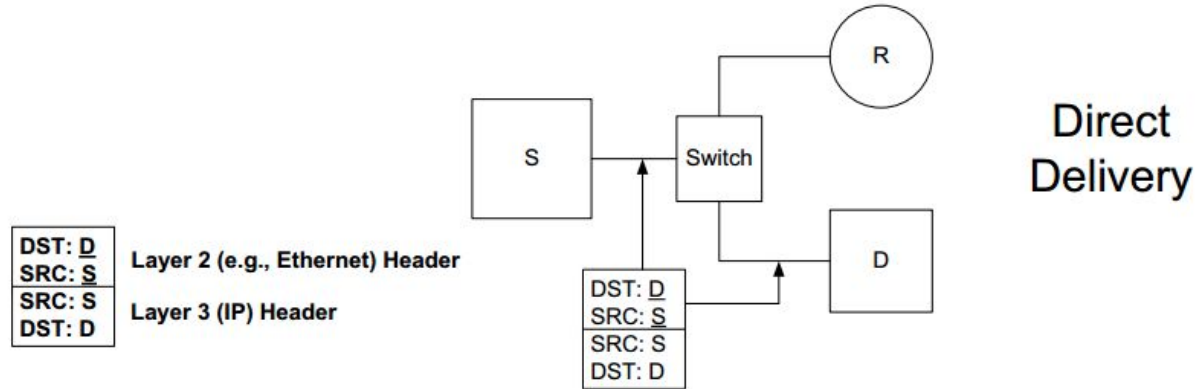 R
Direct
Delivery
S
Switch
D
DST: D
SRC: S
SRC: S
DST: D
Layer 2 (e.g., Ethernet) Header
Layer 3 (IP) Header
DST: D
SRC: S
SRC: S
DST: D